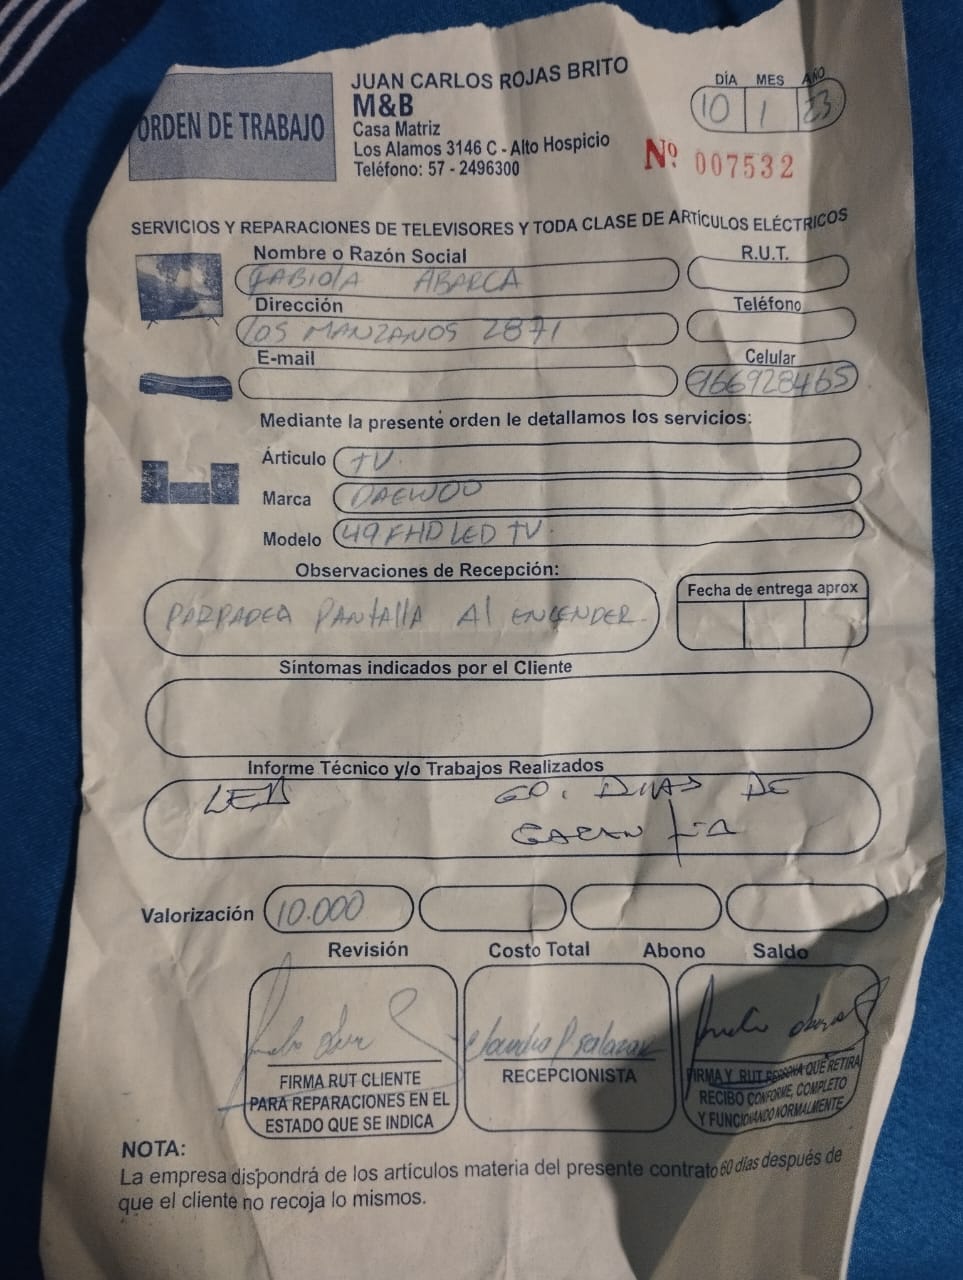 ORDEN DE TRABAJO
JUAN CARLOS ROJAS BRITO
M&B
Casa Matriz
Los Alamos 3146 C - Alto Hospicio
Teléfono: 57 - 2496300
DÍA MES AÑO
10 1 23
Nº 007532
SERVICIOS Y REPARACIONES DE TELEVISORES Y TODA CLASE DE ARTÍCULOS ELÉCTRICOS
Nombre o Razón Social R.U.T.
FABIOLA ABARCA
Dirección Teléfono
LOS MANZANOS 2871
E-mail Celular
966928465
Mediante la presente orden le detallamos los servicios:
Árticulo TV.
Marca DAEWOO
Modelo 49 FHD LED TV.
Observaciones de Recepción:
Fecha de entrega aprox
PARPADEA PANTALLA Al ENCENDER.
Síntomas indicados por el Cliente
Informe Técnico y/o Trabajos Realizados
LED 60. DIAS DE
GARANTIA
Valorización 10.000
Revisión Costo Total Abono Saldo
Claudia P Salazar
FIRMA RUT CLIENTE
PARA REPARACIONES EN EL
ESTADO QUE SE INDICA
RECEPCIONISTA
FIRMA Y RUT PERSONA QUE RETIRA
RECIBO CONFORME, COMPLETO
Y FUNCIONANDO NORMALMENTE
NOTA:
La empresa dispondrá de los artículos materia del presente contrato 60 días después de
que el cliente no recoja lo mismos.